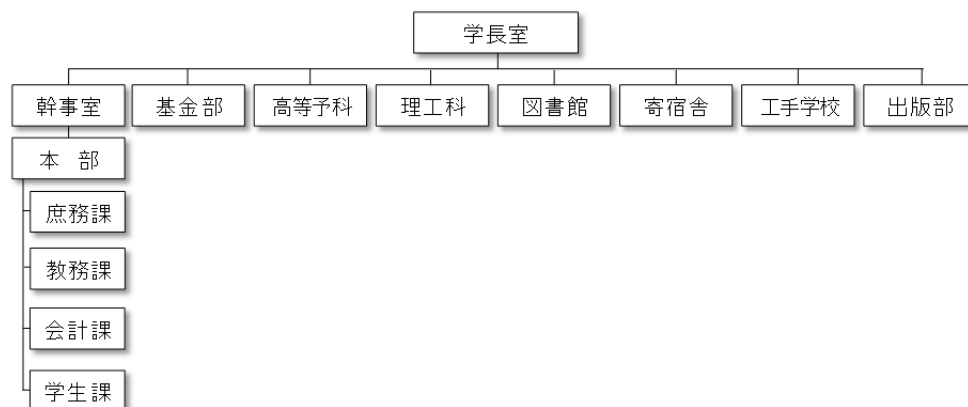 学長室
幹事室 基金部 高等予科 理工科 図書館 寄宿舎 工手学校 出版部
本 部
庶務課
教務課
会計課
学生課